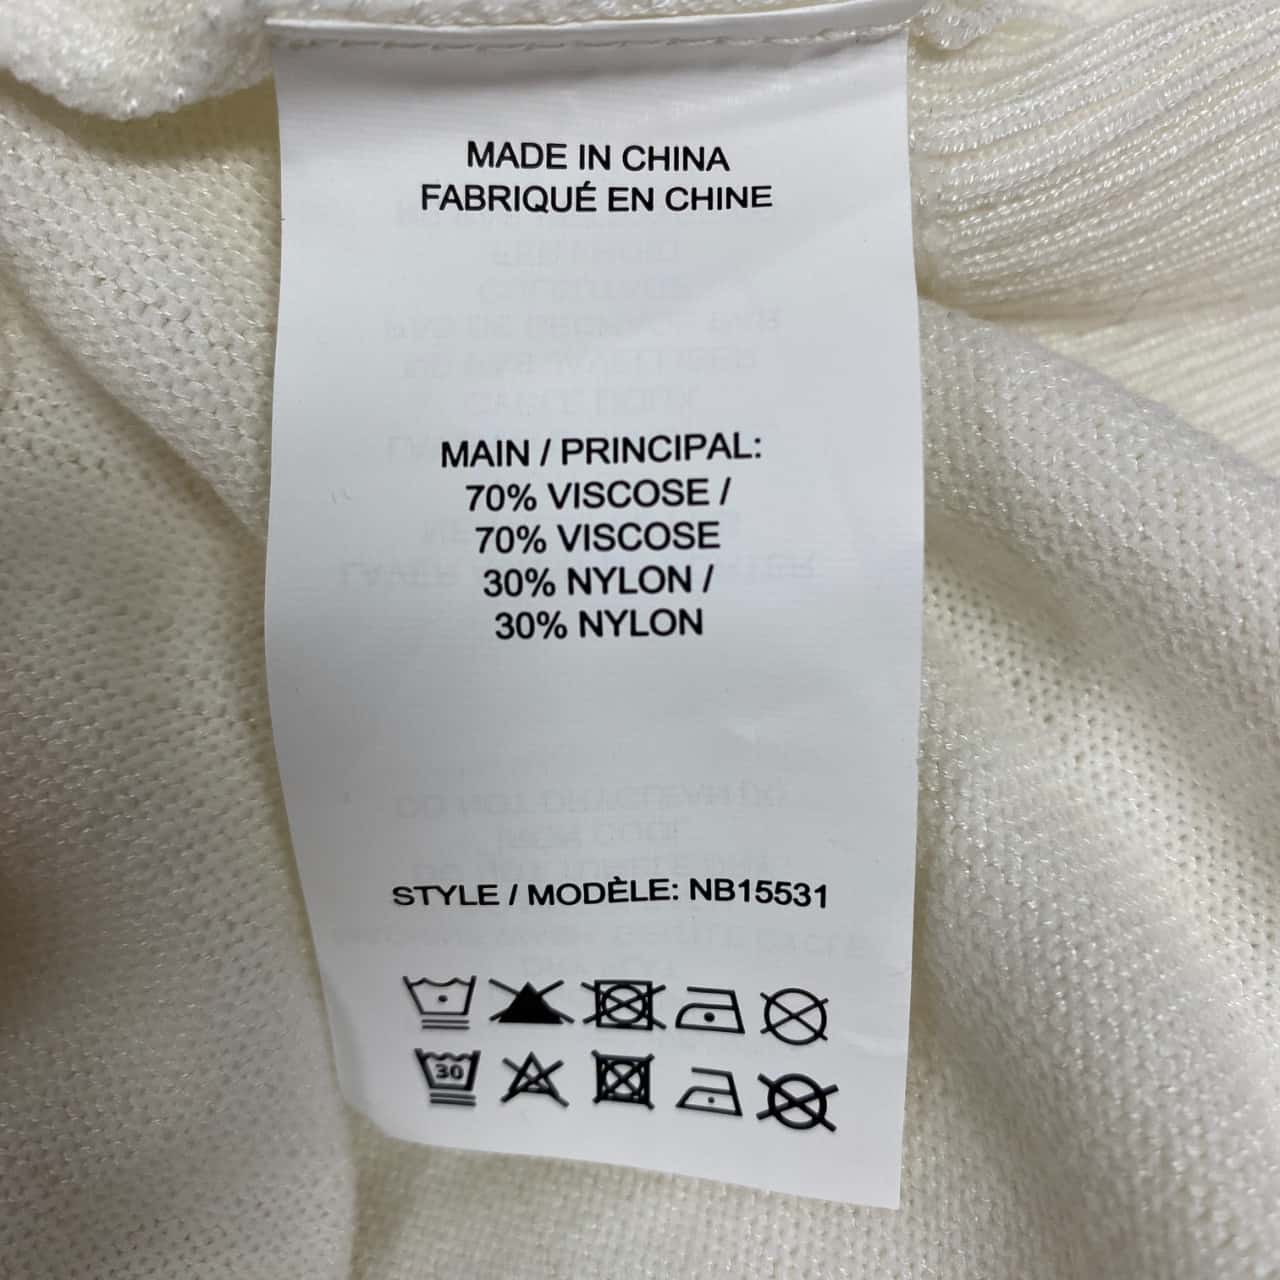 MADE IN CHINA
FABRIQUÉ EN CHINE
MAIN / PRINCIPAL:
70% VISCOSE /
70% VISCOSE
30% NYLON /
30% NYLON
STYLE / MODÈLE: NB15531
30